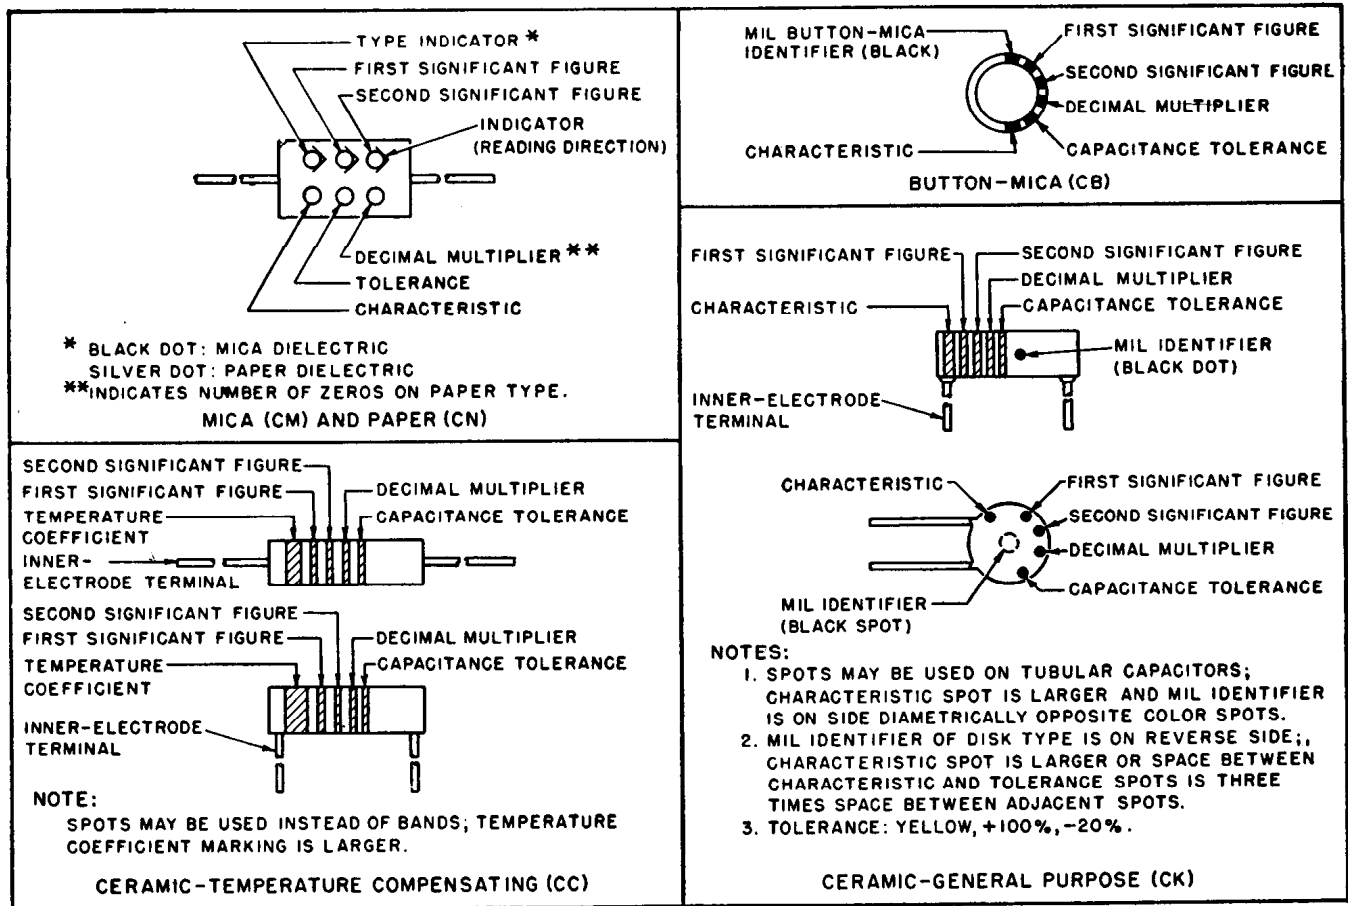 TYPE INDICATOR *
FIRST SIGNIFICANT FIGURE
SECOND SIGNIFICANT FIGURE
INDICATOR
(READING DIRECTION)
DECIMAL MULTIPLIER **
TOLERANCE
CHARACTERISTIC
* BLACK DOT: MICA DIELECTRIC
SILVER DOT: PAPER DIELECTRIC
** INDICATES NUMBER OF ZEROS ON PAPER TYPE.
MICA (CM) AND PAPER (CN)
SECOND SIGNIFICANT FIGURE
FIRST SIGNIFICANT FIGURE
DECIMAL MULTIPLIER
TEMPERATURE
COEFFICIENT
CAPACITANCE TOLERANCE
INNER-
ELECTRODE TERMINAL
SECOND SIGNIFICANT FIGURE
FIRST SIGNIFICANT FIGURE
DECIMAL MULTIPLIER
TEMPERATURE
COEFFICIENT
CAPACITANCE TOLERANCE
INNER-ELECTRODE
TERMINAL
NOTE:
SPOTS MAY BE USED INSTEAD OF BANDS; TEMPERATURE
COEFFICIENT MARKING IS LARGER.
CERAMIC-TEMPERATURE COMPENSATING (CC)
MIL BUTTON-MICA
IDENTIFIER (BLACK)
FIRST SIGNIFICANT FIGURE
SECOND SIGNIFICANT FIGURE
DECIMAL MULTIPLIER
CHARACTERISTIC
CAPACITANCE TOLERANCE
BUTTON-MICA (CB)
FIRST SIGNIFICANT FIGURE
SECOND SIGNIFICANT FIGURE
DECIMAL MULTIPLIER
CHARACTERISTIC
CAPACITANCE TOLERANCE
MIL IDENTIFIER
(BLACK DOT)
INNER-ELECTRODE
TERMINAL
CHARACTERISTIC
FIRST SIGNIFICANT FIGURE
SECOND SIGNIFICANT FIGURE
DECIMAL MULTIPLIER
CAPACITANCE TOLERANCE
MIL IDENTIFIER
(BLACK SPOT)
NOTES:
1. SPOTS MAY BE USED ON TUBULAR CAPACITORS;
CHARACTERISTIC SPOT IS LARGER AND MIL IDENTIFIER
IS ON SIDE DIAMETRICALLY OPPOSITE COLOR SPOTS.
2. MIL IDENTIFIER OF DISK TYPE IS ON REVERSE SIDE;,
CHARACTERISTIC SPOT IS LARGER OR SPACE BETWEEN
CHARACTERISTIC AND TOLERANCE SPOTS IS THREE
TIMES SPACE BETWEEN ADJACENT SPOTS.
3. TOLERANCE: YELLOW, +100%, -20%.
CERAMIC-GENERAL PURPOSE (CK)